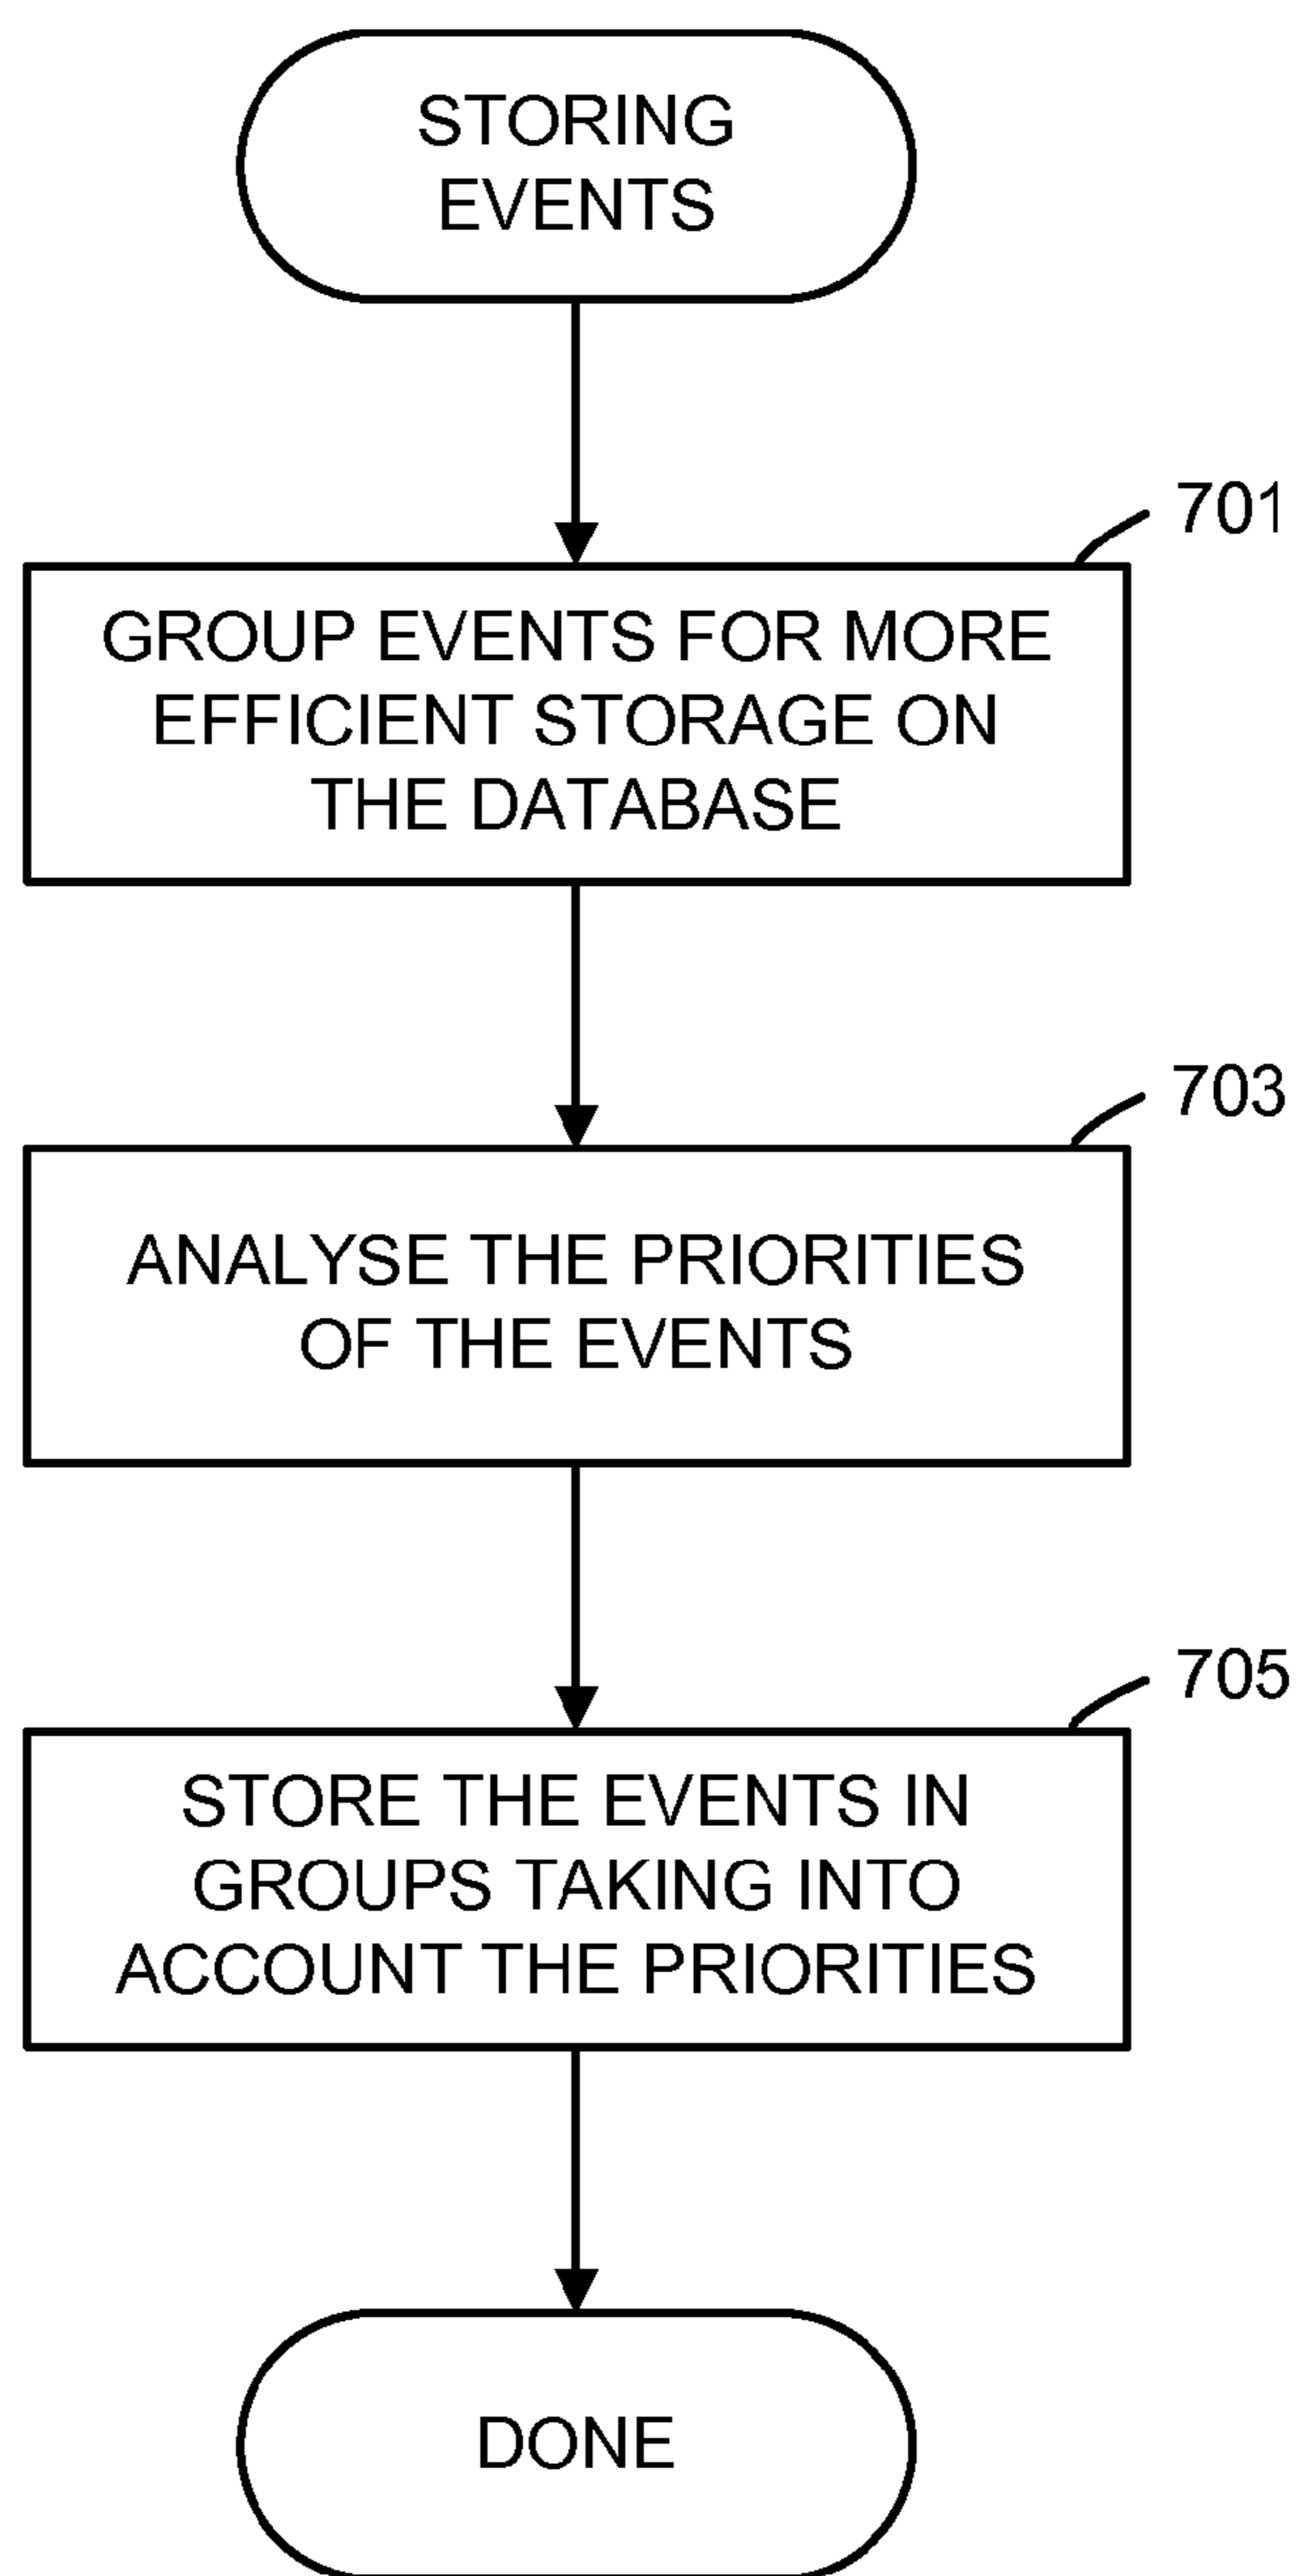 STORING
EVENTS
701
GROUP EVENTS FOR MORE
EFFICIENT STORAGE ON
THE DATABASE
703
ANALYSE THE PRIORITIES
OF THE EVENTS
705
STORE THE EVENTS IN
GROUPS TAKING INTO
ACCOUNT THE PRIORITIES
DONE